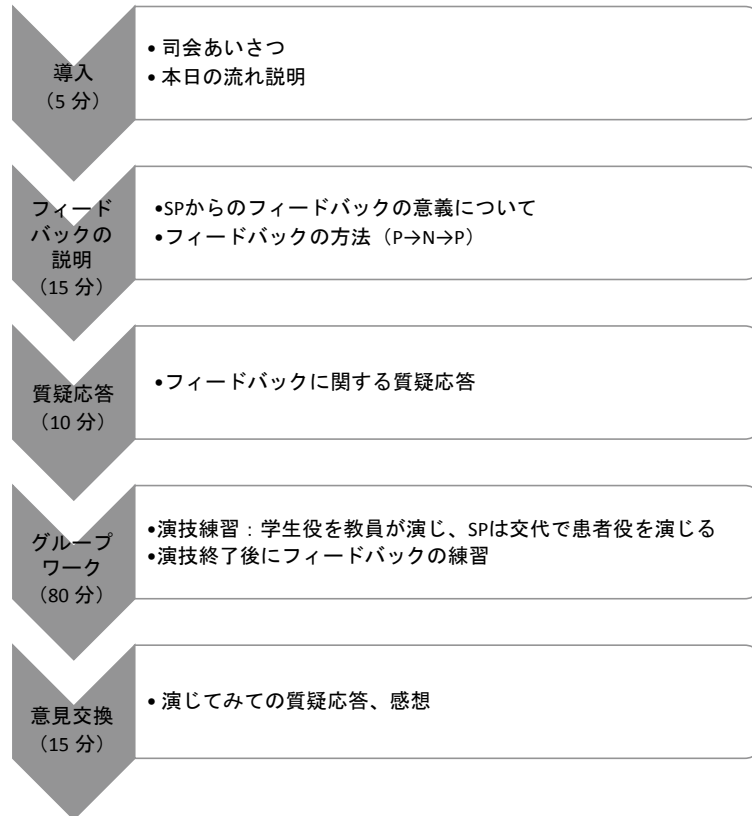 導入
（5 分）
• 司会あいさつ
• 本日の流れ説明
フィード
バックの
説明
（15 分）
•SPからのフィードバックの意義について
•フィードバックの方法（P→N→P）
質疑応答
（10 分）
•フィードバックに関する質疑応答
グループ
ワーク
（80 分）
•演技練習：学生役を教員が演じ、SPは交代で患者役を演じる
•演技終了後にフィードバックの練習
意見交換
（15 分）
• 演じてみての質疑応答、感想